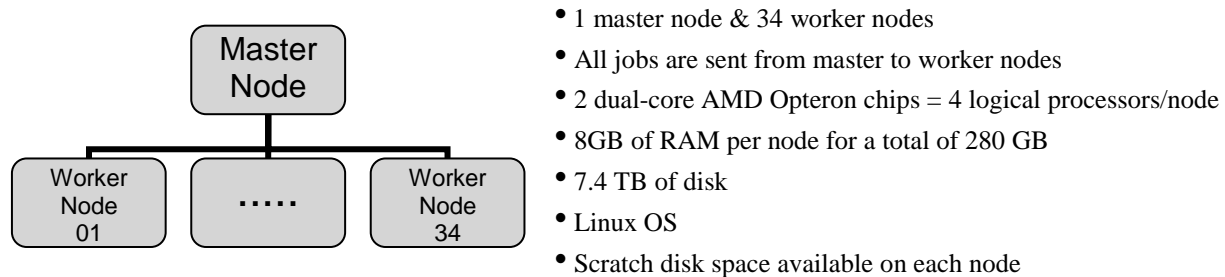 Master
Node
Worker
Node
01
.....
Worker
Node
34
• 1 master node & 34 worker nodes
• All jobs are sent from master to worker nodes
• 2 dual-core AMD Opteron chips = 4 logical processors/node
• 8GB of RAM per node for a total of 280 GB
• 7.4 TB of disk
• Linux OS
• Scratch disk space available on each node